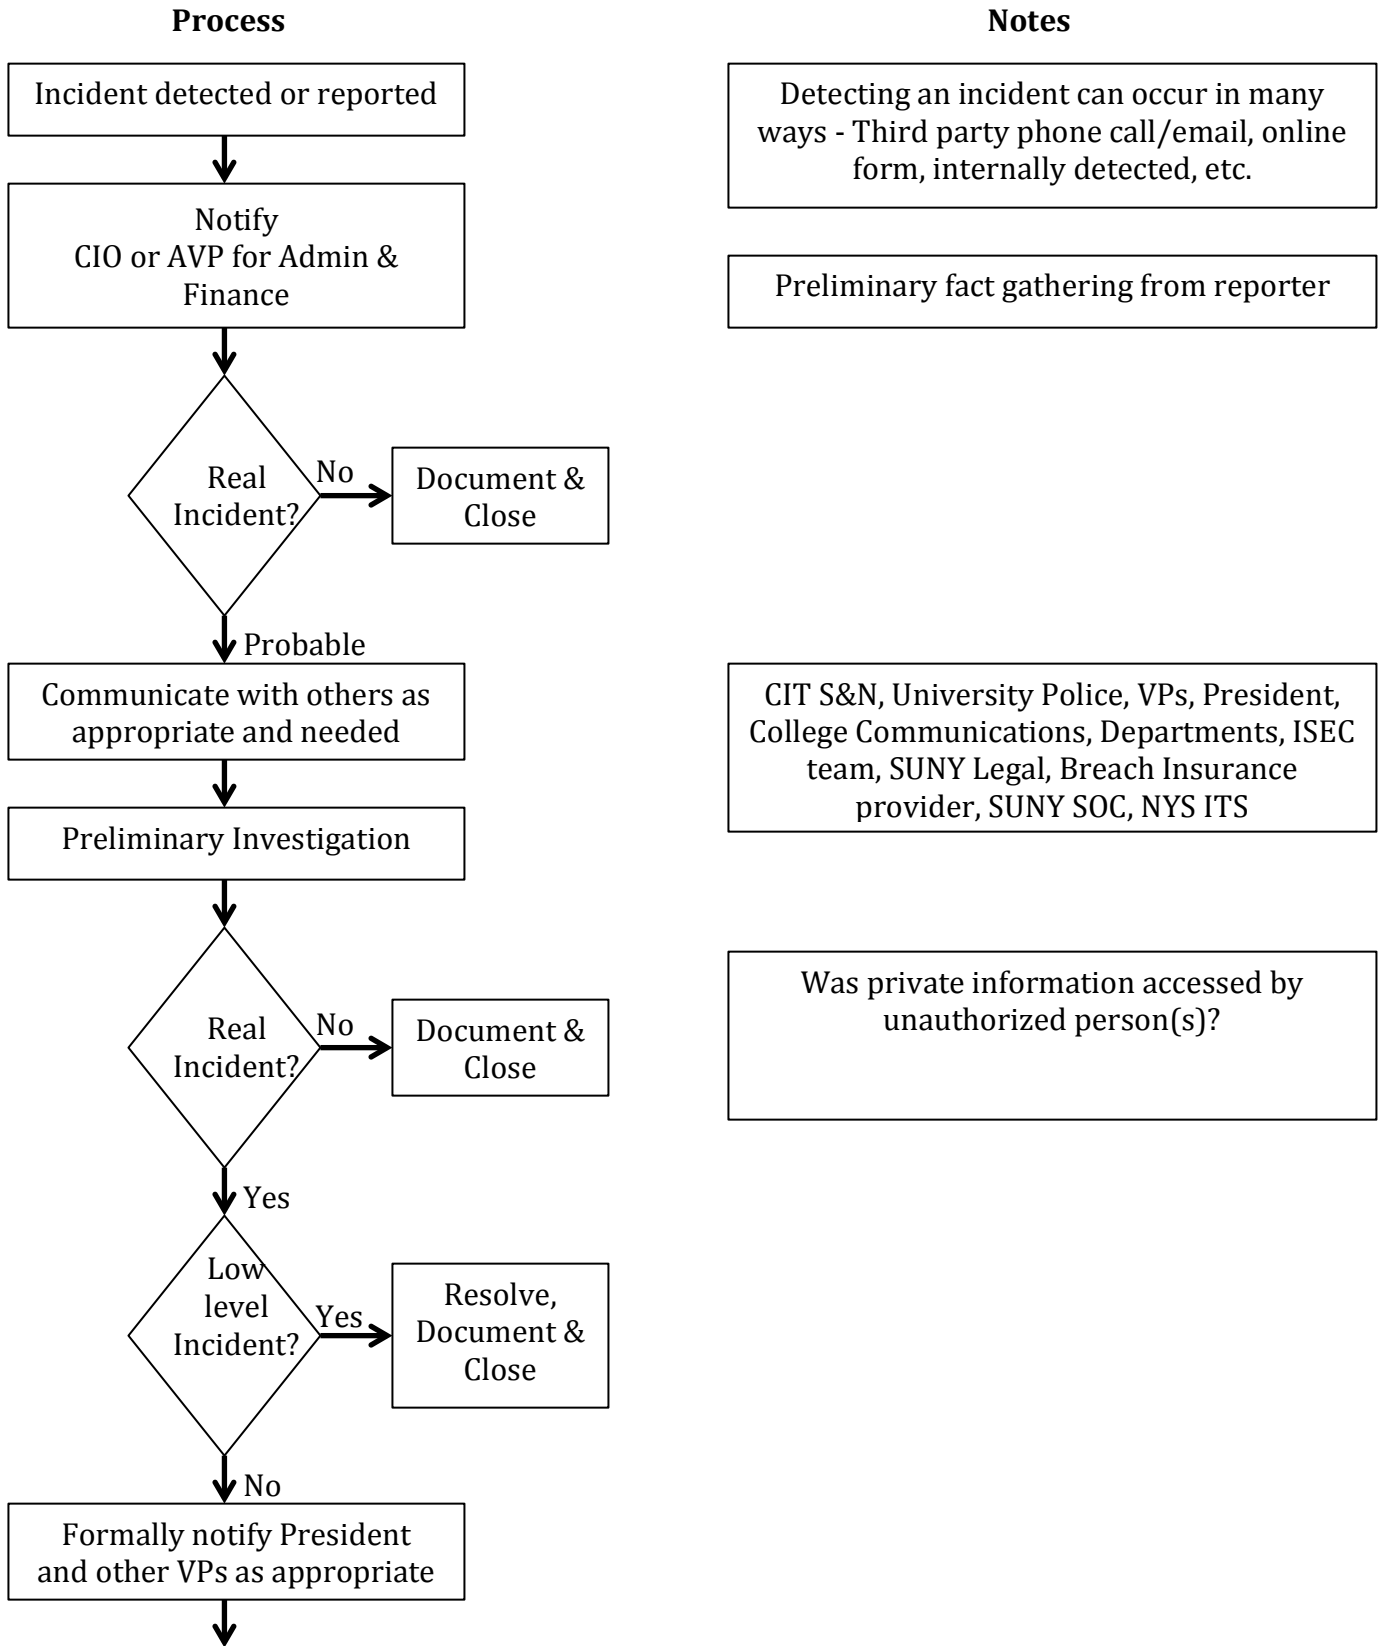 Process
Notes
Incident detected or reported
Detecting an incident can occur in many
ways - Third party phone call/email, online
form, internally detected, etc.
Notify
CIO or AVP for Admin &
Finance
Preliminary fact gathering from reporter
Real
Incident?
No
Document &
Close
Probable
Communicate with others as
appropriate and needed
CIT S&N, University Police, VPs, President,
College Communications, Departments, ISEC
team, SUNY Legal, Breach Insurance
provider, SUNY SOC, NYS ITS
Preliminary Investigation
Was private information accessed by
unauthorized person(s)?
Real
Incident?
No
Document &
Close
Yes
Low
level
Incident?
Yes
Resolve,
Document &
Close
No
Formally notify President
and other VPs as appropriate